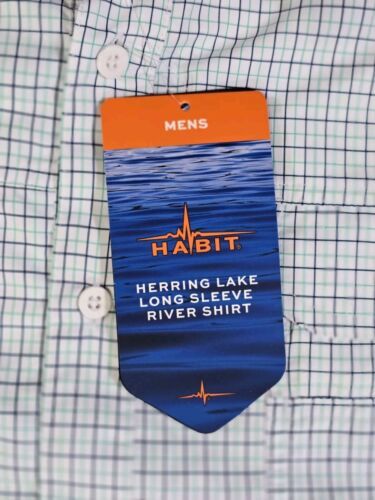 MENS
HABIT
HERRING LAKE
LONG SLEEVE
RIVER SHIRT